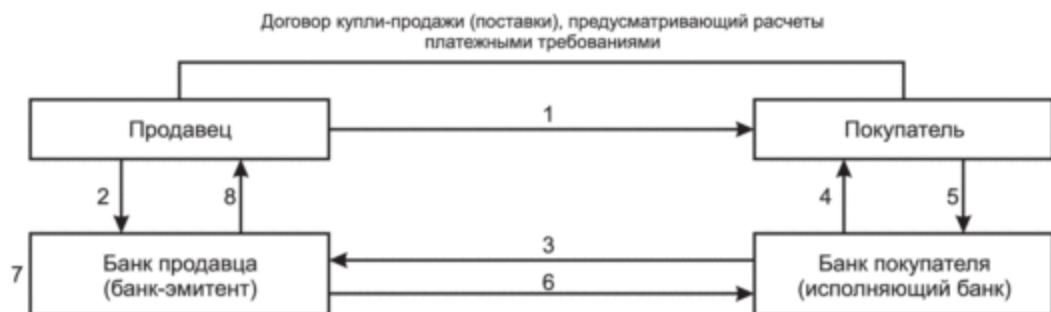 Договор купли-продажи (поставки), предусматривающий расчеты
платежными требованиями
Продавец
1
Покупатель
2
8
4
5
7
Банк продавца
(банк-эмитент)
3
6
Банк покупателя
(исполняющий банк)